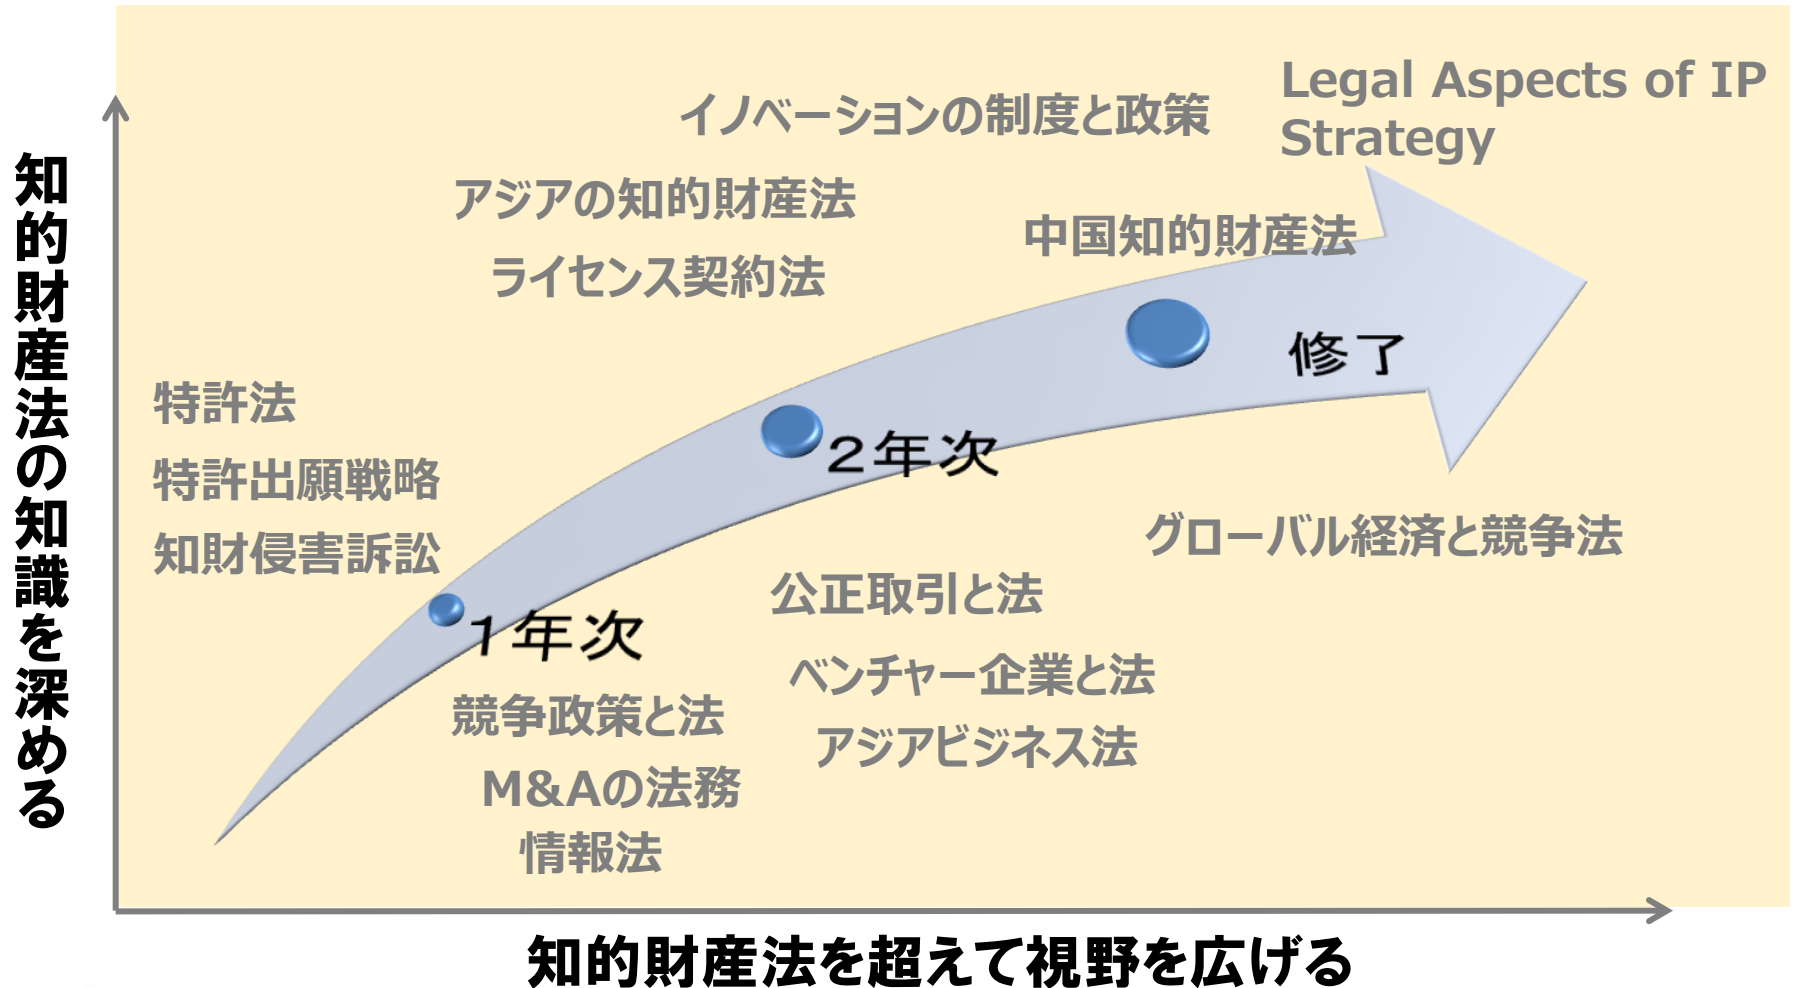 知的財産法の知識を深める
Legal Aspects of IP
Strategy
イノベーションの制度と政策
アジアの知的財産法
中国知的財産法
ライセンス契約法
修了
特許法
2年次
特許出願戦略
知財侵害訴訟
グローバル経済と競争法
公正取引と法
1年次
ベンチャー企業と法
競争政策と法
アジアビジネス法
M&Aの法務
情報法
知的財産法を超えて視野を広げる